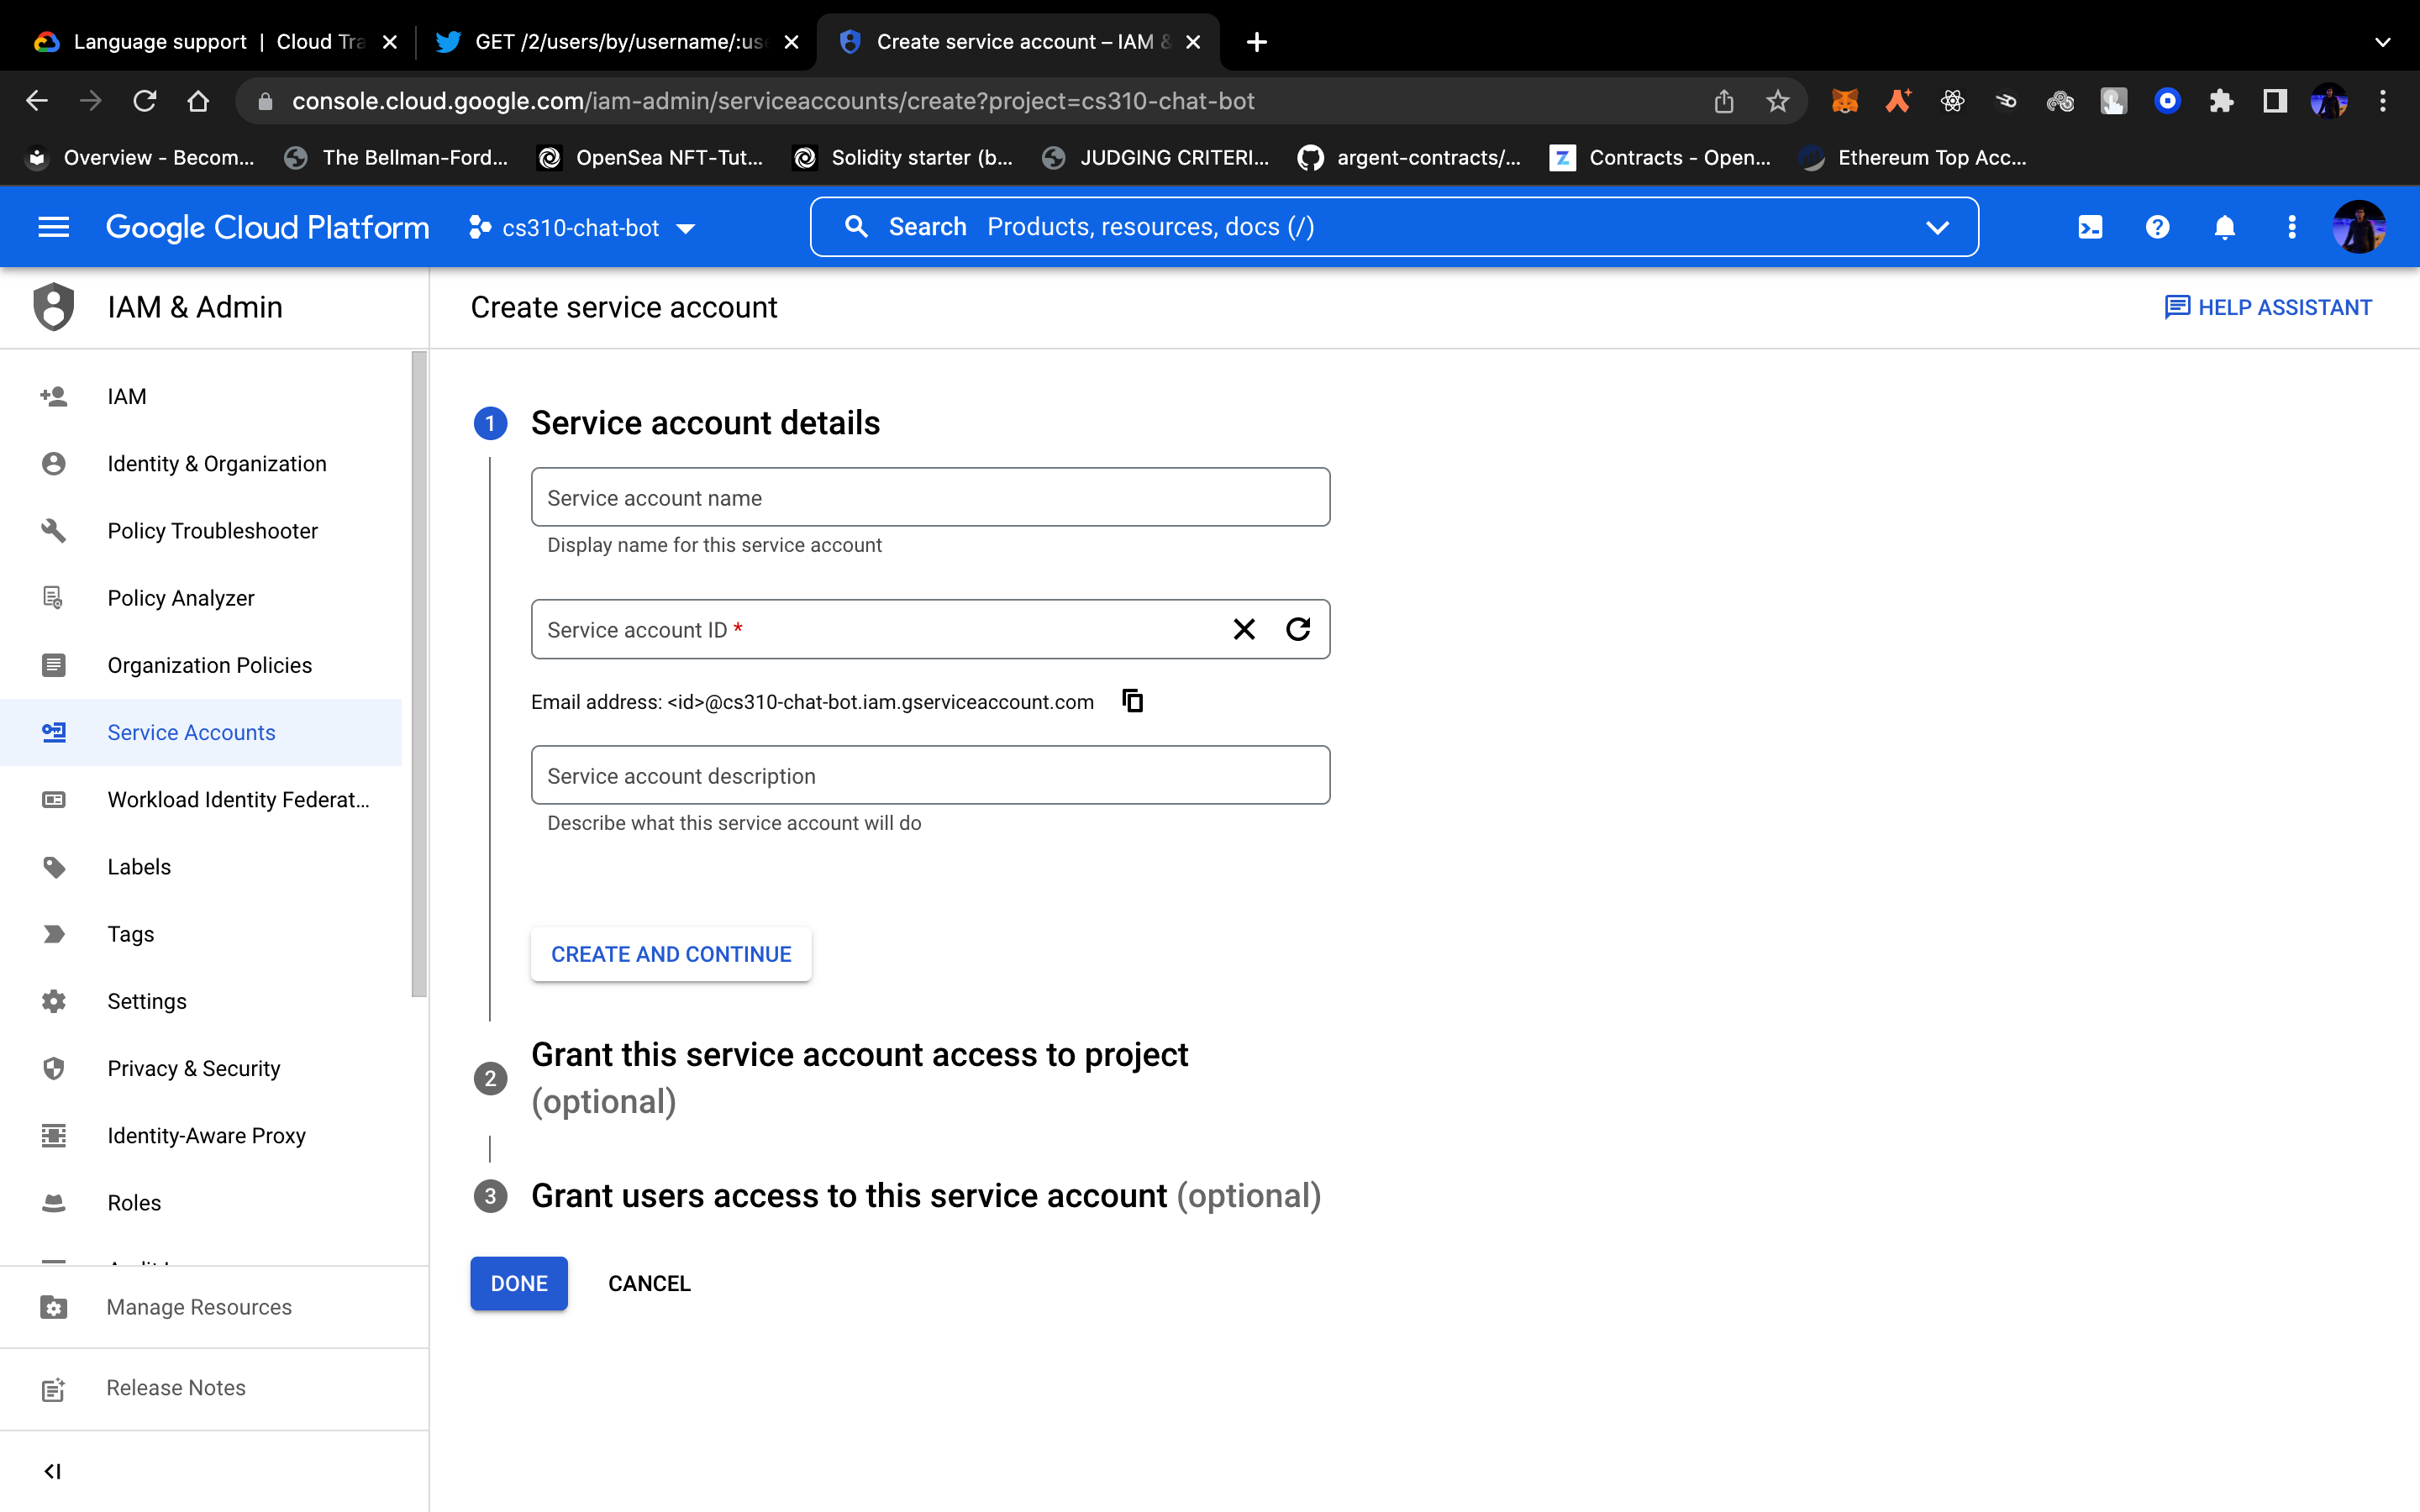 Language support | Cloud Tra
GET /2/users/by/username/:use
Create service account – IAM &
console.cloud.google.com/iam-admin/serviceaccounts/create?project=cs310-chat-bot
Overview - Becom...
The Bellman-Ford...
OpenSea NFT-Tut...
Solidity starter (b...
JUDGING CRITERI...
argent-contracts/...
Contracts - Open...
Ethereum Top Acc...
Google Cloud Platform
cs310-chat-bot
Search Products, resources, docs (/)
IAM & Admin
Create service account
HELP ASSISTANT
IAM
Identity & Organization
Policy Troubleshooter
Policy Analyzer
Organization Policies
Service Accounts
Workload Identity Federat...
Labels
Tags
Settings
Privacy & Security
Identity-Aware Proxy
Roles
Manage Resources
Release Notes
1 Service account details
Service account name
Display name for this service account
Service account ID *
Email address: <id>@cs310-chat-bot.iam.gserviceaccount.com
Service account description
Describe what this service account will do
CREATE AND CONTINUE
2 Grant this service account access to project
(optional)
3 Grant users access to this service account (optional)
DONE
CANCEL